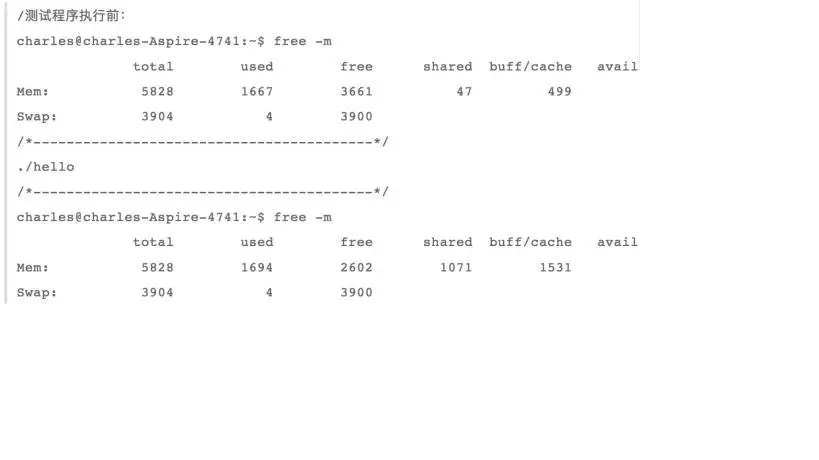 /测试程序执行前：
charles@charles-Aspire-4741:~$ free -m
total used free shared buff/cache avail
Mem: 5828 1667 3661 47 499
Swap: 3904 4 3900
/*-----------------------------------------*/
./hello
/*-----------------------------------------*/
charles@charles-Aspire-4741:~$ free -m
total used free shared buff/cache avail
Mem: 5828 1694 2602 1071 1531
Swap: 3904 4 3900